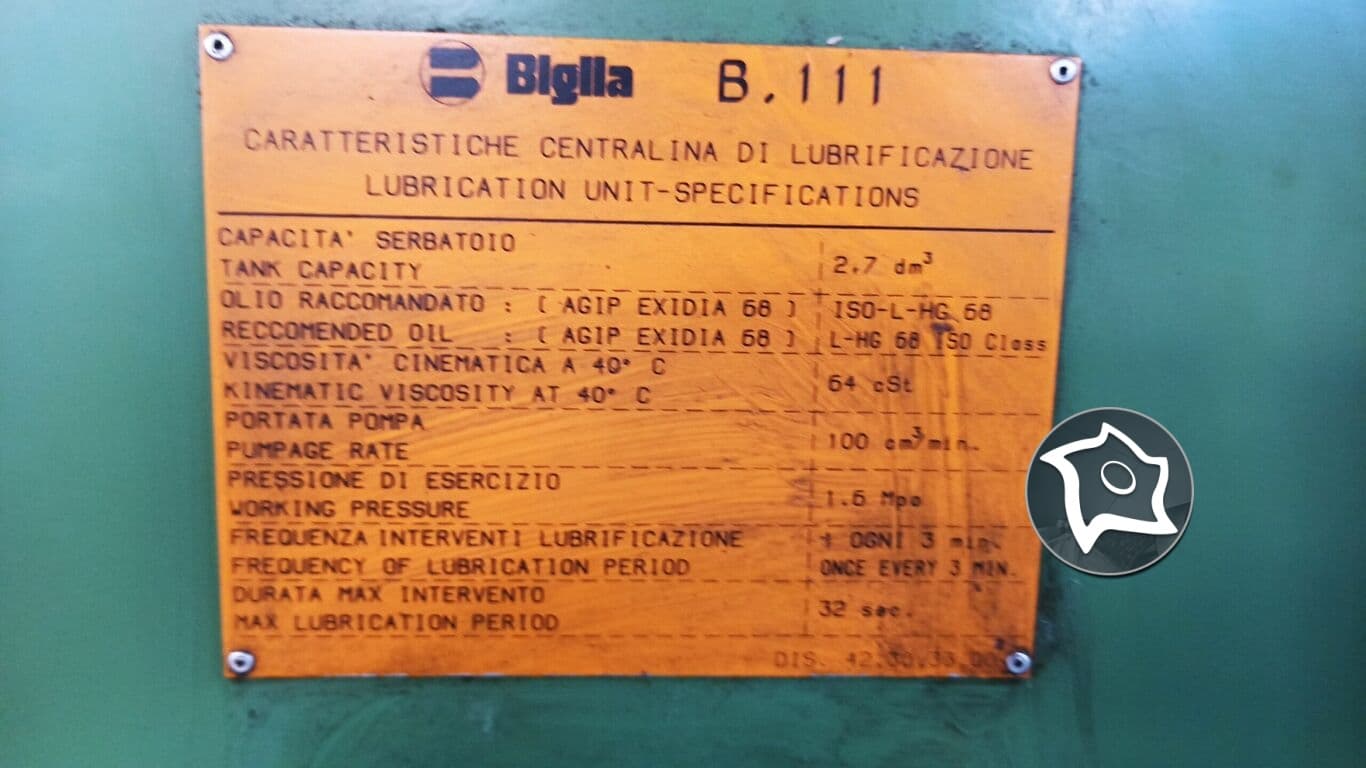 Biglia B.111
CARATTERISTICHE CENTRALINA DI LUBRIFICAZIONE
LUBRICATION UNIT-SPECIFICATIONS
CAPACITA' SERBATOIO
TANK CAPACITY
2.7 dm³
OLIO RACCOMANDATO : ( AGIP EXIDIA 68 ) ISO-L-HG 68
RECCOMENDED OIL : ( AGIP EXIDIA 68 ) L-HG 68 ISO Class
VISCOSITA' CINEMATICA A 40° C
KINEMATIC VISCOSITY AT 40° C
64 cSt
PORTATA POMPA
PUMPAGE RATE
100 cm³/min.
PRESSIONE DI ESERCIZIO
WORKING PRESSURE
1.6 Mpa
FREQUENZA INTERVENTI LUBRIFICAZIONE 1 OGNI 3 min.
FREQUENCY OF LUBRICATION PERIOD ONCE EVERY 3 MIN.
DURATA MAX INTERVENTO
MAX LUBRICATION PERIOD
32 sec.
DIS.